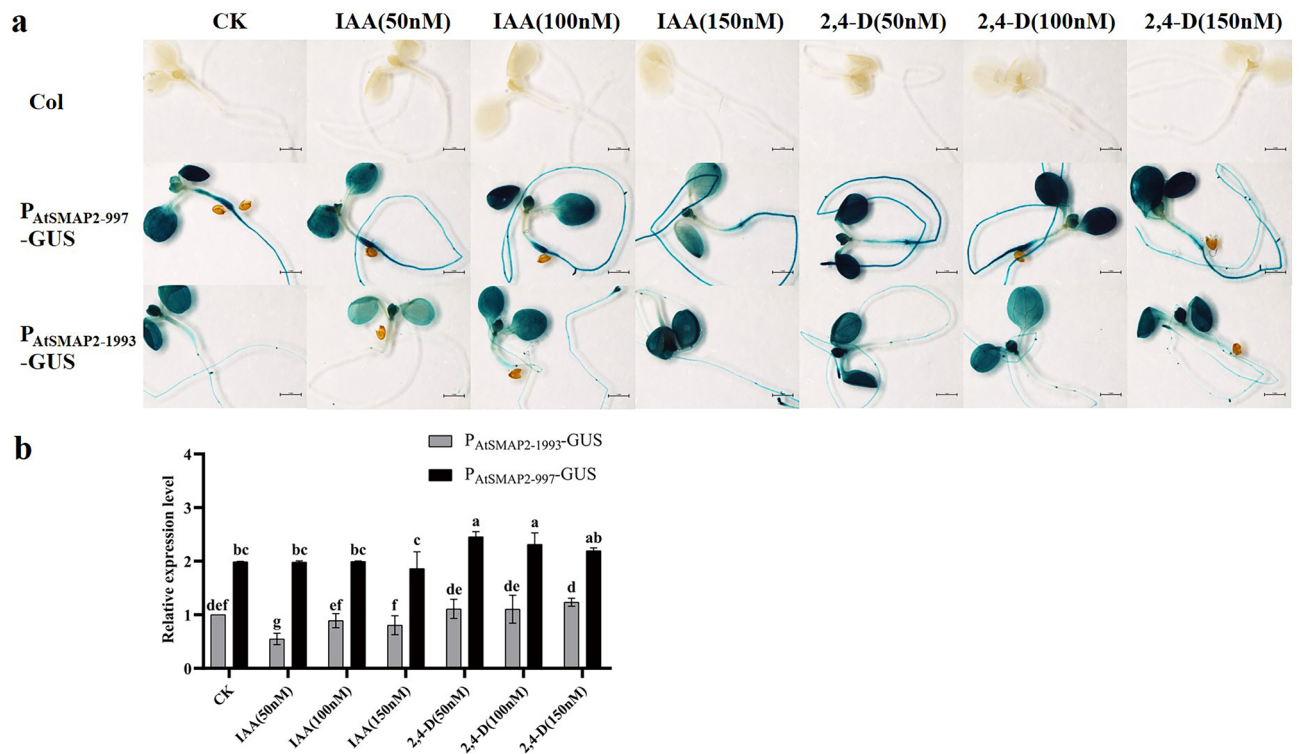 a
CK IAA(50nM) IAA(100nM) IAA(150nM) 2,4-D(50nM) 2,4-D(100nM) 2,4-D(150nM)
Col
PAtSMAP2-997
-GUS
PAtSMAP2-1993
-GUS
b
PAtSMAP2-1993-GUS
PAtSMAP2-997-GUS
Relative expression level
4
3
2
1
0
def bc g bc ef bc f c de a de a d ab
CK IAA(50nM) IAA(100nM) IAA(150nM) 2,4-D(50nM) 2,4-D(100nM) 2,4-D(150nM)